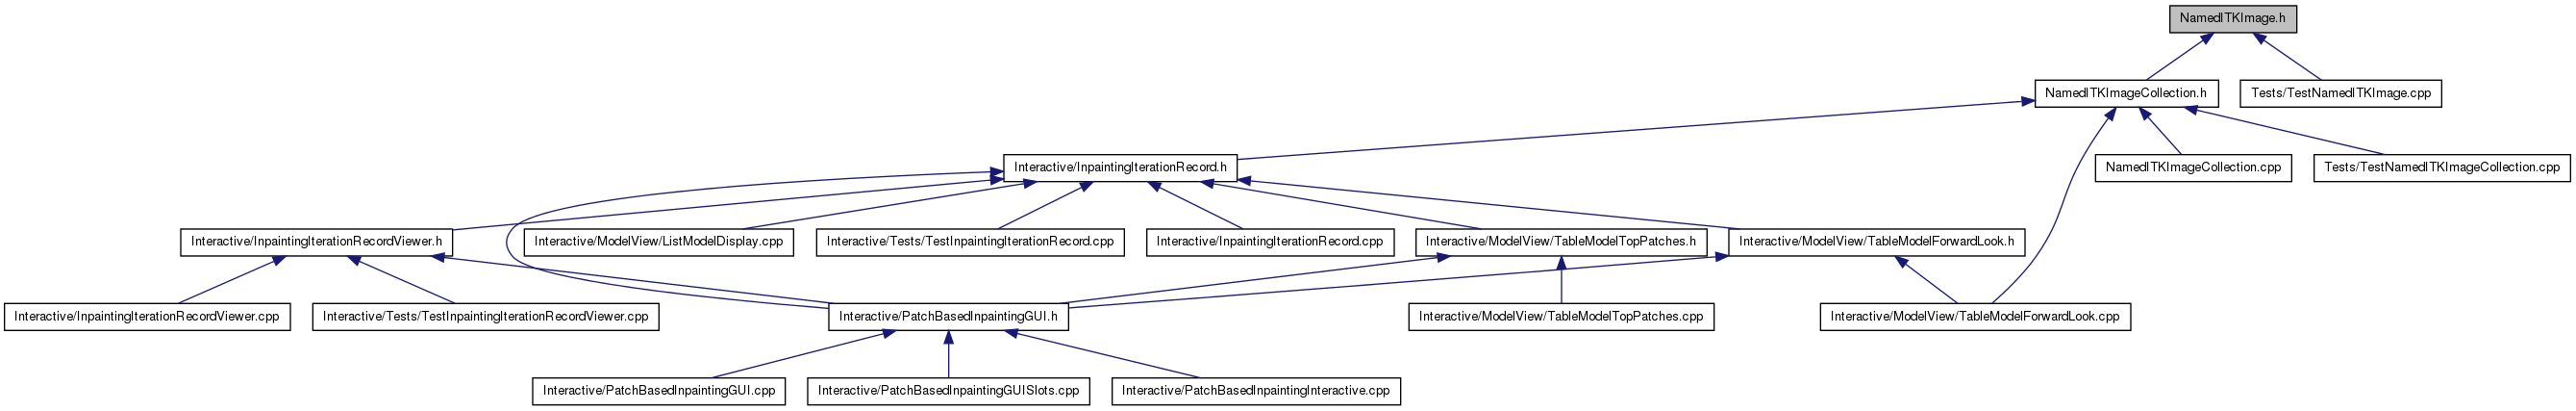 NamedITKImage.h
NamedITKImageCollection.h
Tests/TestNamedITKImage.cpp
Interactive/InpaintingIterationRecord.h
NamedITKImageCollection.cpp
Tests/TestNamedITKImageCollection.cpp
Interactive/InpaintingIterationRecordViewer.h
Interactive/ModelView/ListModelDisplay.cpp
Interactive/Tests/TestInpaintingIterationRecord.cpp
Interactive/InpaintingIterationRecord.cpp
Interactive/ModelView/TableModelTopPatches.h
Interactive/ModelView/TableModelForwardLook.h
Interactive/InpaintingIterationRecordViewer.cpp
Interactive/Tests/TestInpaintingIterationRecordViewer.cpp
Interactive/PatchBasedInpaintingGUI.h
Interactive/ModelView/TableModelTopPatches.cpp
Interactive/ModelView/TableModelForwardLook.cpp
Interactive/PatchBasedInpaintingGUI.cpp
Interactive/PatchBasedInpaintingGUISlots.cpp
Interactive/PatchBasedInpaintingInteractive.cpp